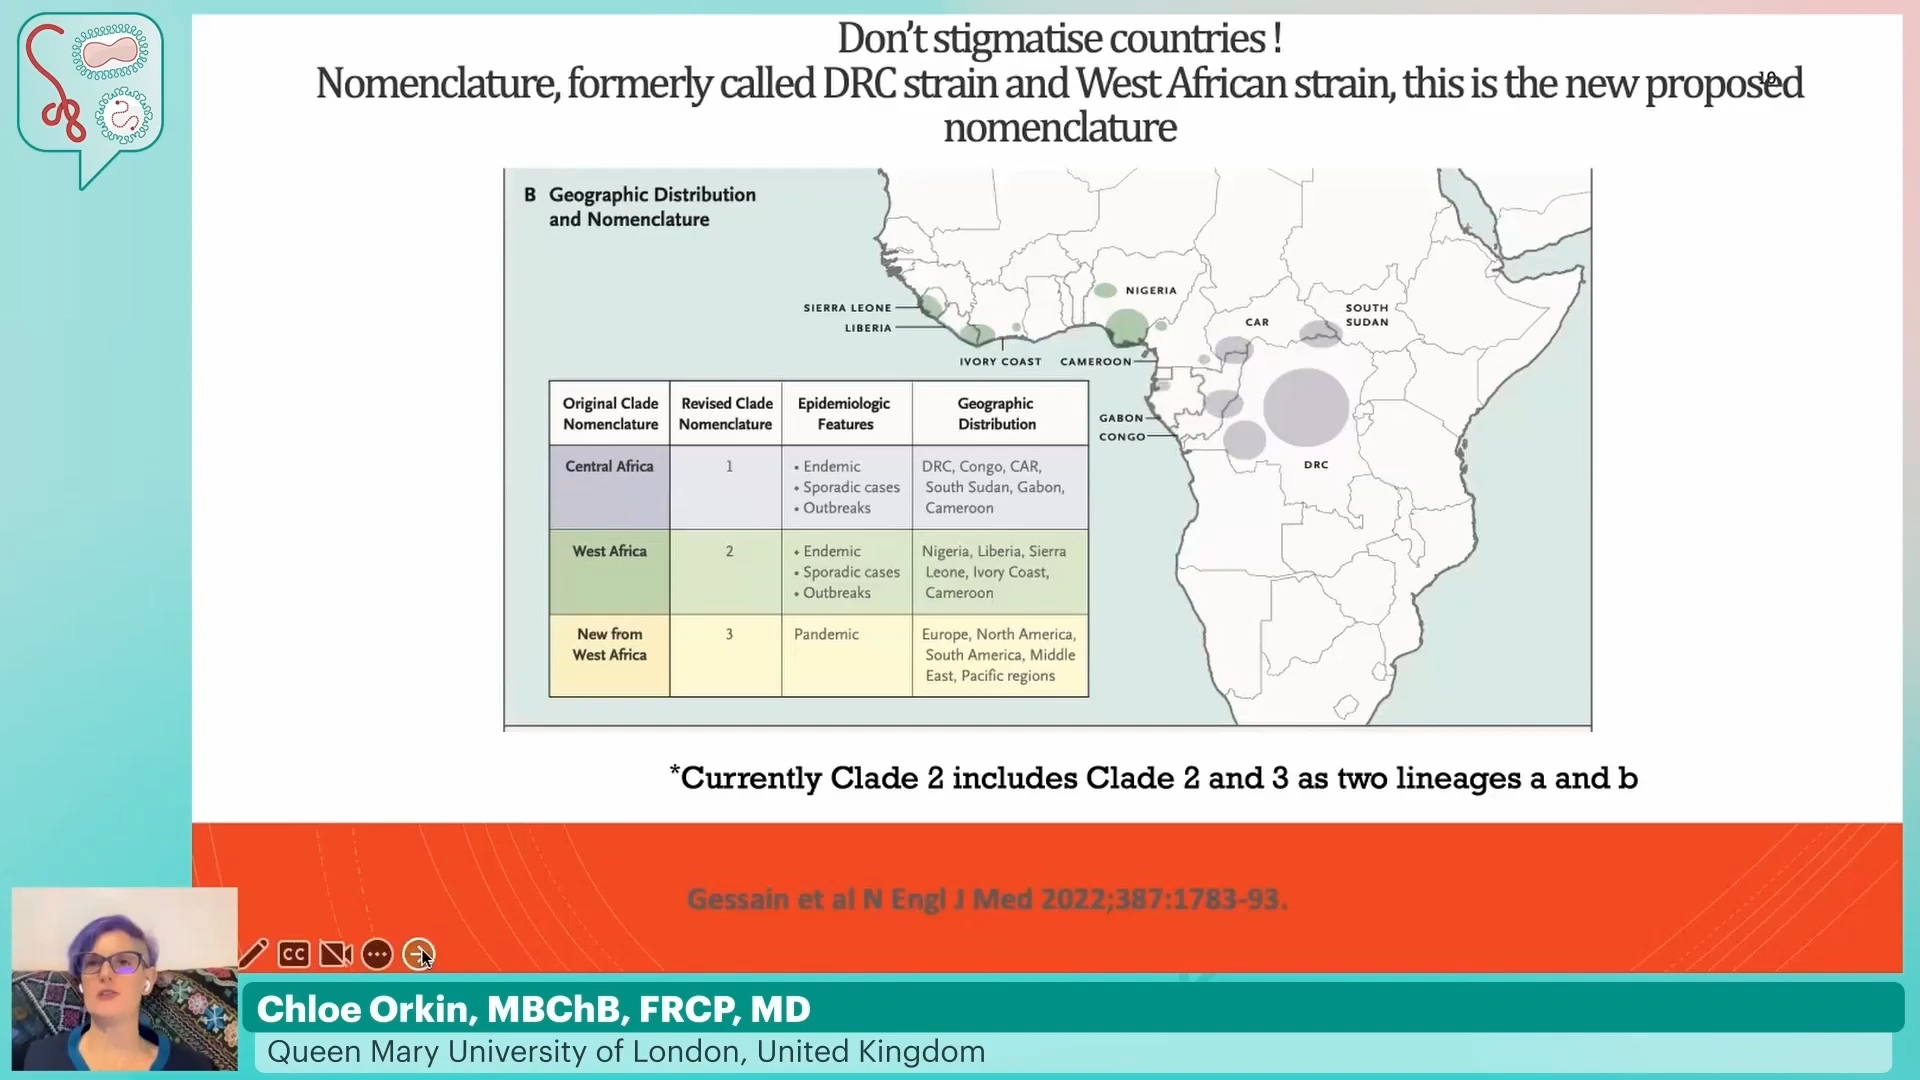 Don't stigmatise countries !
Nomenclature, formerly called DRC strain and West African strain, this is the new proposed
nomenclature
B Geographic Distribution
and Nomenclature
SIERRA LEONE
LIBERIA
IVORY COAST
NIGERIA
CAMEROON
CAR
SOUTH
SUDAN
GABON
CONGO
DRC
Original Clade
Nomenclature
Revised Clade
Nomenclature
Epidemiologic
Features
Geographic
Distribution
Central Africa
1
• Endemic
• Sporadic cases
• Outbreaks
DRC, Congo, CAR,
South Sudan, Gabon,
Cameroon
West Africa
2
• Endemic
• Sporadic cases
• Outbreaks
Nigeria, Liberia, Sierra
Leone, Ivory Coast,
Cameroon
New from
West Africa
3
Pandemic
Europe, North America,
South America, Middle
East, Pacific regions
*Currently Clade 2 includes Clade 2 and 3 as two lineages a and b
Gessain et al N Engl J Med 2022;387:1783-93.
CC
Chloe Orkin, MBChB, FRCP, MD
Queen Mary University of London, United Kingdom